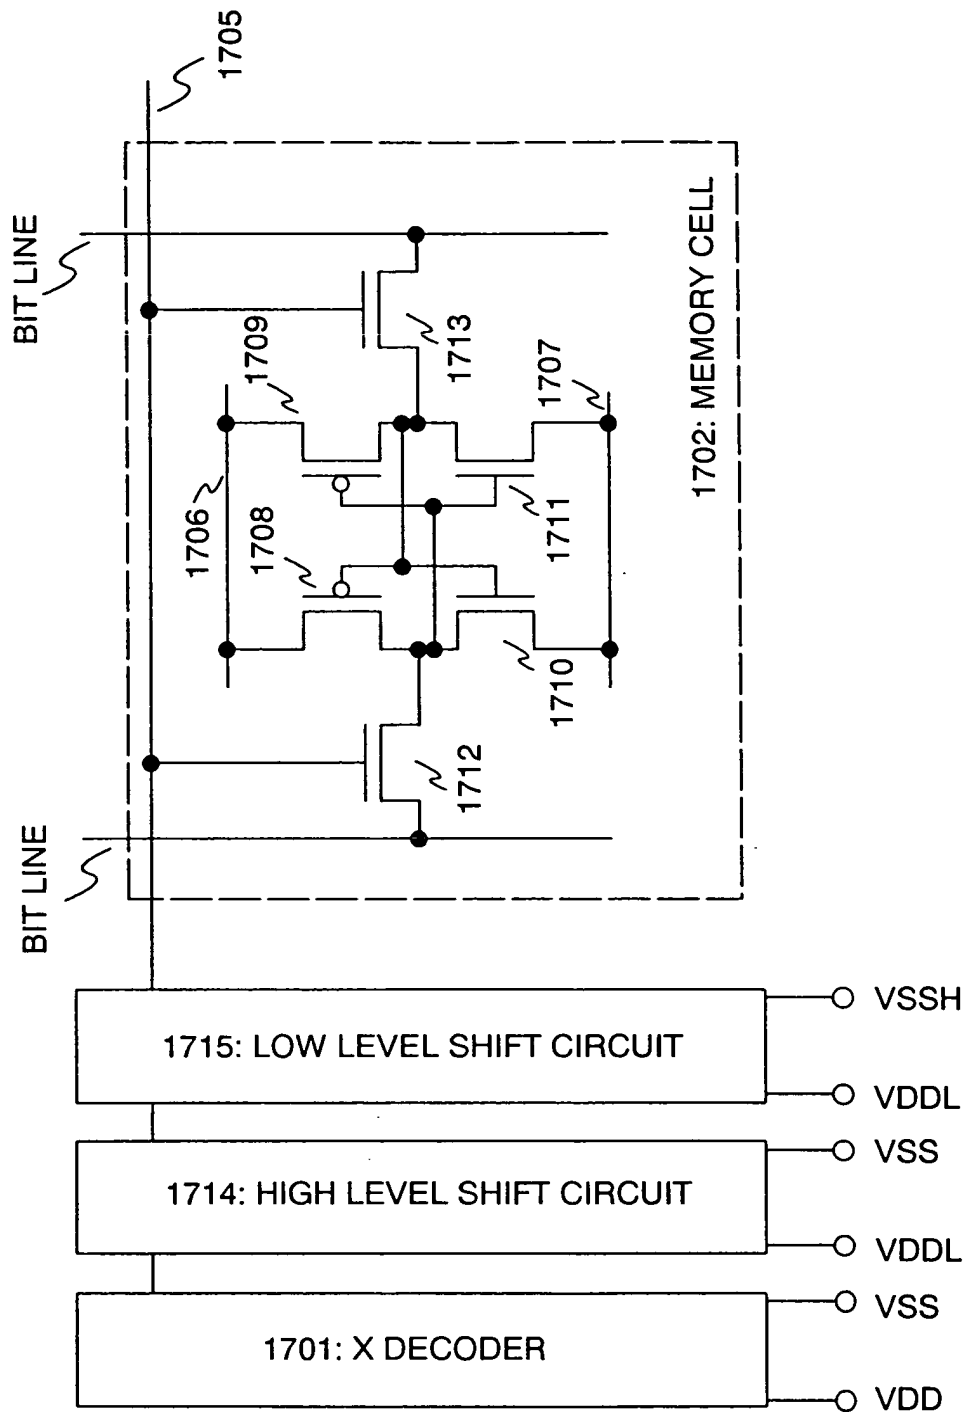 BIT LINE
BIT LINE
1705
1706
1708
1709
1710
1711
1707
1712
1713
1702: MEMORY CELL
1715: LOW LEVEL SHIFT CIRCUIT
VSSH
VDDL
1714: HIGH LEVEL SHIFT CIRCUIT
VSS
VDDL
1701: X DECODER
VSS
VDD